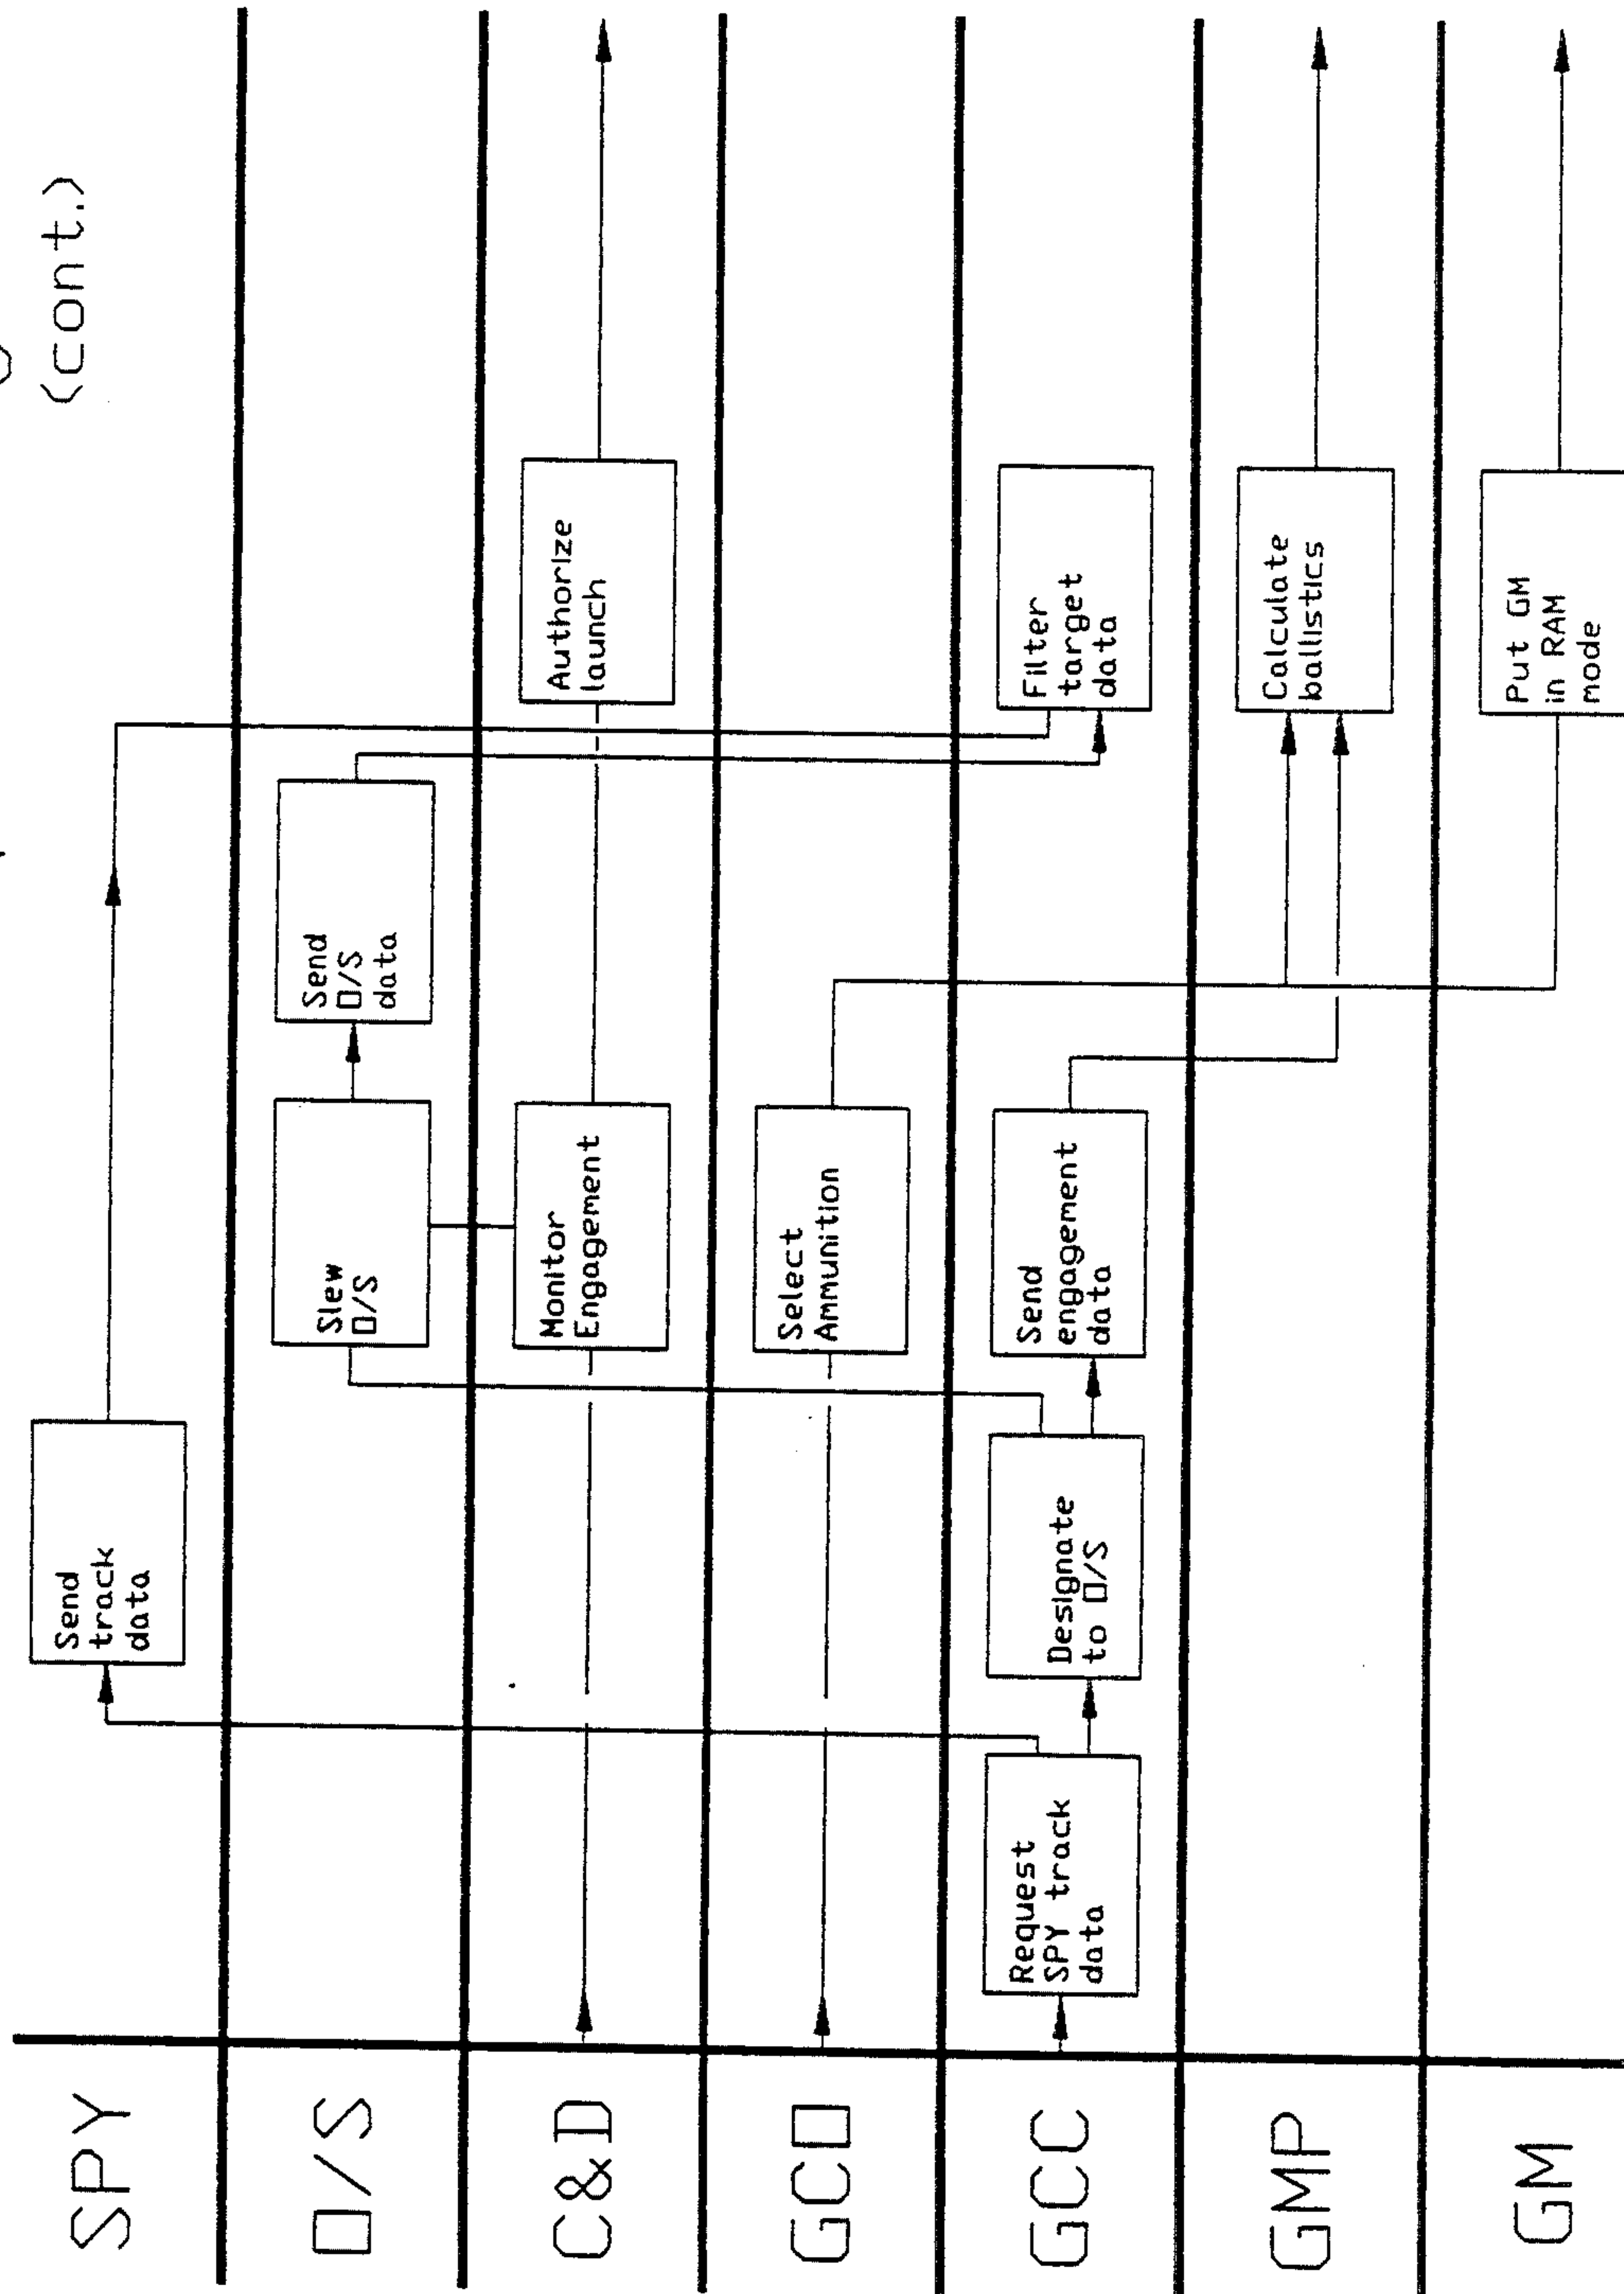 (cont.)
SPY
Send
track
data
O/S
Slew
O/S
Send
O/S
data
C&D
Monitor
Engagement
Authorize
launch
GCO
Select
Ammunition
GCC
Request
SPY track
data
Designate
to O/S
Send
engagement
data
Filter
target
data
GMP
Calculate
ballistics
GM
Put GM
in RAM
mode